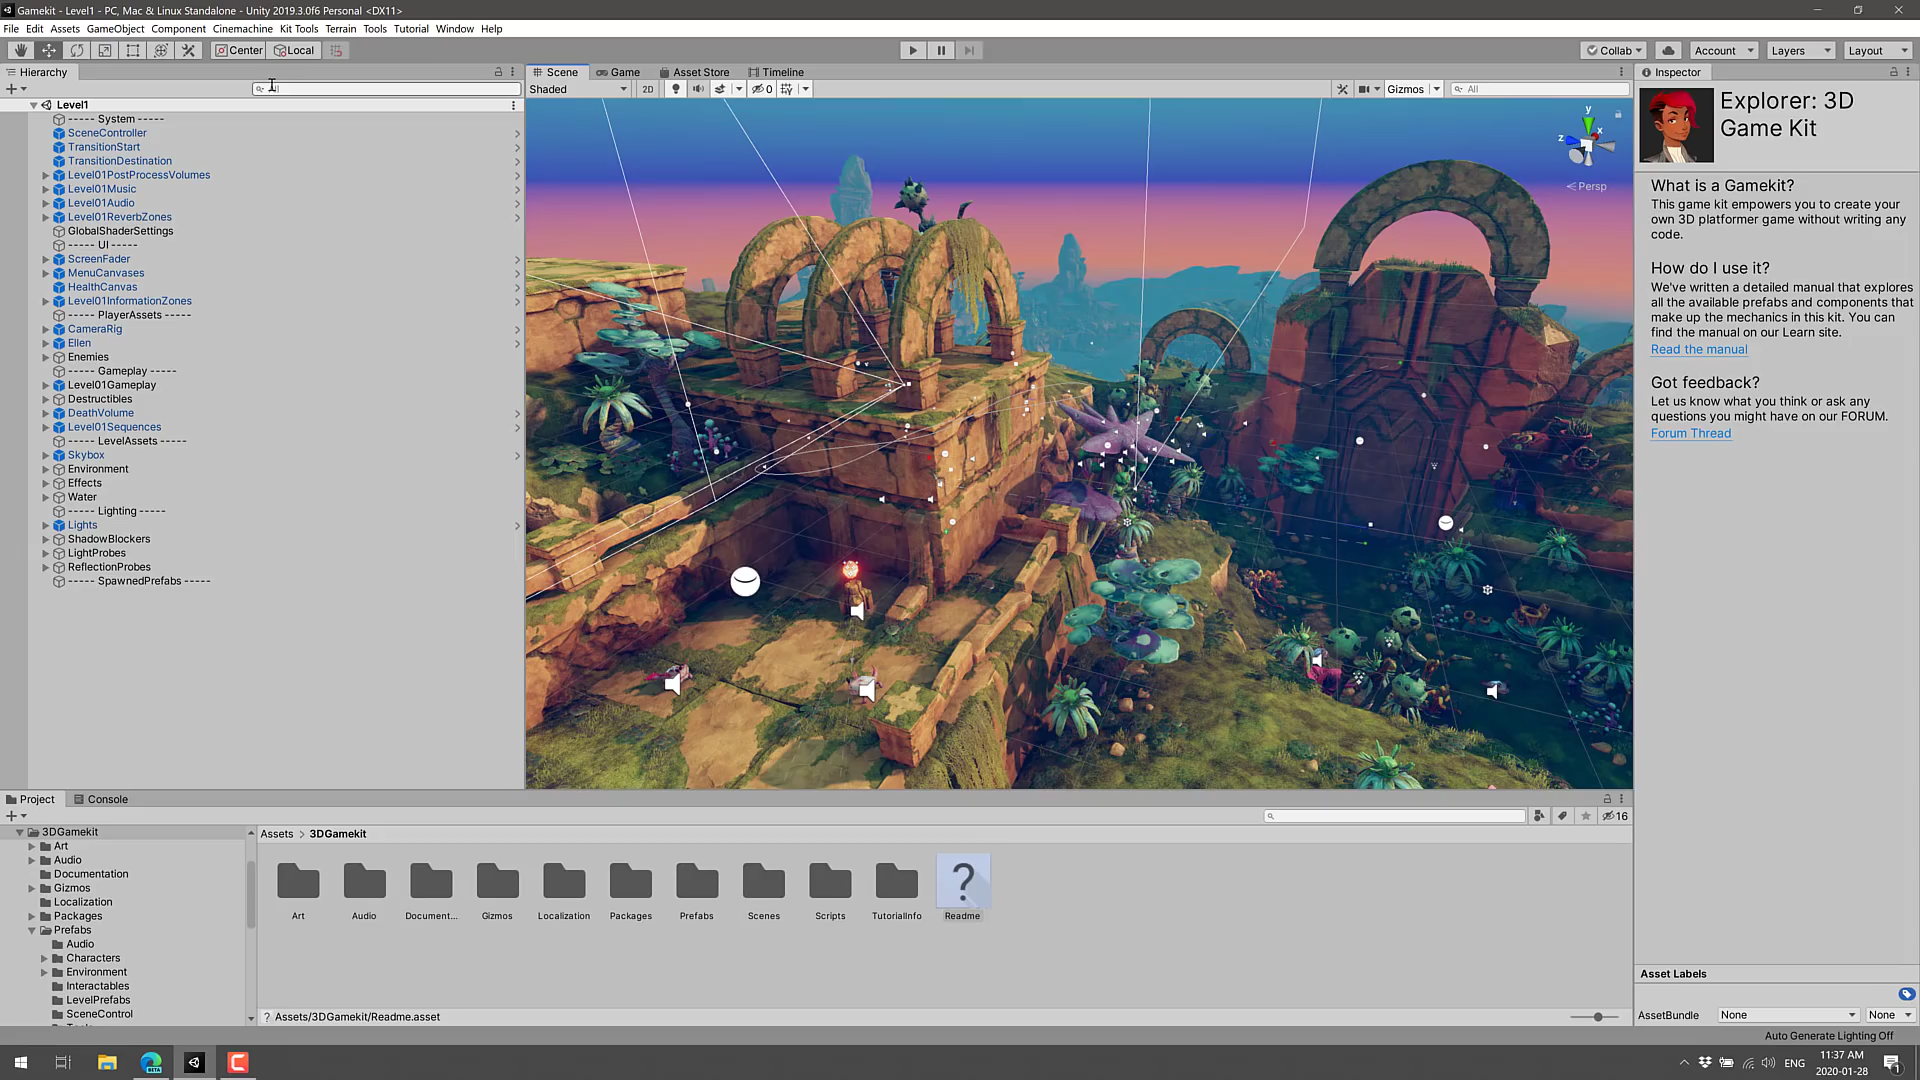 Gamekit - Level1 - PC, Mac & Linux Standalone - Unity 2019.3.0f6 Personal <DX11>
File Edit Assets GameObject Component Cinemachine Kit Tools Terrain Tools Tutorial Window Help
Center Local Collab Account Layers Layout
Hierarchy
Level1
----- System -----
SceneController
TransitionStart
TransitionDestination
Level01PostProcessVolumes
Level01Music
Level01Audio
Level01ReverbZones
GlobalShaderSettings
----- UI -----
ScreenFader
MenuCanvases
HealthCanvas
Level01InformationZones
----- PlayerAssets -----
CameraRig
Ellen
Enemies
----- Gameplay -----
Level01Gameplay
Destructibles
DeathVolume
Level01Sequences
----- LevelAssets -----
Skybox
Environment
Effects
Water
----- Lighting -----
Lights
ShadowBlockers
LightProbes
ReflectionProbes
----- SpawnedPrefabs -----
Scene Game Asset Store Timeline
Shaded 2D 0 Gizmos All
y
x
z
Persp
Inspector
Explorer: 3D
Game Kit
What is a Gamekit?
This game kit empowers you to create your
own 3D platformer game without writing any
code.
How do I use it?
We've written a detailed manual that explores
all the available prefabs and components that
make up the mechanics in this kit. You can
find the manual on our Learn site.
Read the manual
Got feedback?
Let us know what you think or ask any
questions you might have on our FORUM.
Forum Thread
Asset Labels
AssetBundle None None
Auto Generate Lighting Off
Project Console
16
3DGamekit
Art
Audio
Documentation
Gizmos
Localization
Packages
Prefabs
Audio
Characters
Environment
Interactables
LevelPrefabs
SceneControl
Assets > 3DGamekit
Art Audio Document... Gizmos Localization Packages Prefabs Scenes Scripts TutorialInfo Readme
?
? Assets/3DGamekit/Readme.asset
BETA
ENG
11:37 AM
2020-01-28
1